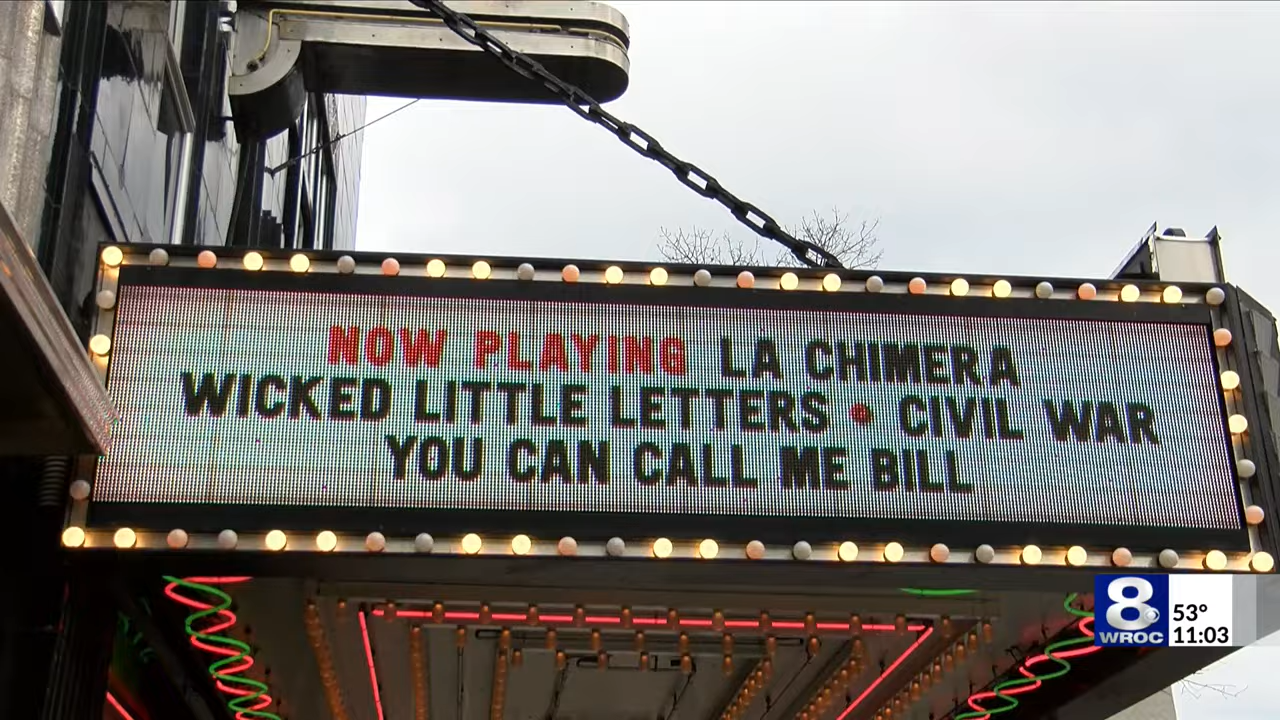 NOW PLAYING LA CHIMERA
WICKED LITTLE LETTERS • CIVIL WAR
YOU CAN CALL ME BILL
8
WROC
53°
11:03